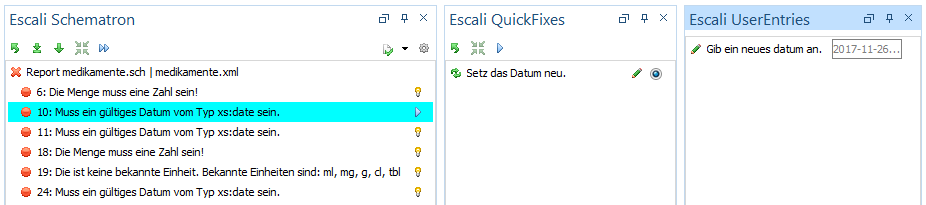 Escali Schematron
Report medikamente.sch | medikamente.xml
6: Die Menge muss eine Zahl sein!
10: Muss ein gültiges Datum vom Typ xs:date sein.
11: Muss ein gültiges Datum vom Typ xs:date sein.
18: Die Menge muss eine Zahl sein!
19: Die ist keine bekannte Einheit. Bekannte Einheiten sind: ml, mg, g, cl, tbl
24: Muss ein gültiges Datum vom Typ xs:date sein.
Escali QuickFixes
Setz das Datum neu.
Escali UserEntries
Gib ein neues datum an. 2017-11-26...